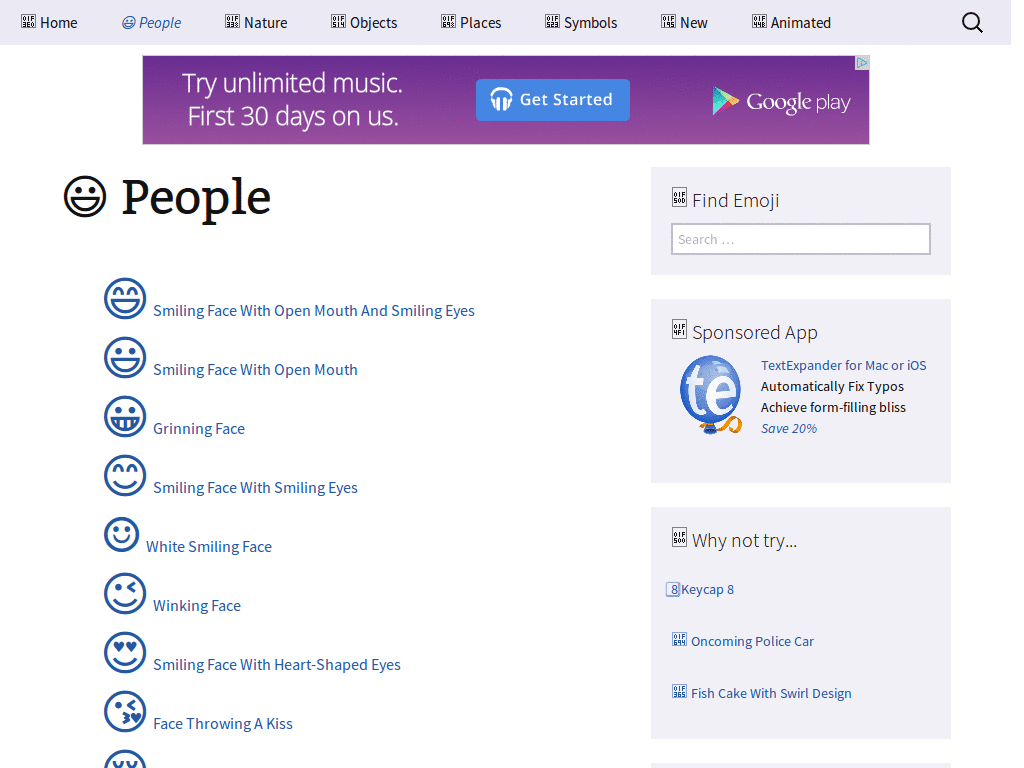 Home 😃 People Nature Objects Places Symbols New Animated
Try unlimited music.
First 30 days on us.
Get Started
Google play
😃 People
😄 Smiling Face With Open Mouth And Smiling Eyes
😃 Smiling Face With Open Mouth
😀 Grinning Face
😊 Smiling Face With Smiling Eyes
☺ White Smiling Face
😉 Winking Face
😍 Smiling Face With Heart-Shaped Eyes
😘 Face Throwing A Kiss
Find Emoji
Search …
Sponsored App
te
TextExpander for Mac or iOS
Automatically Fix Typos
Achieve form-filling bliss
Save 20%
Why not try...
8 Keycap 8
Oncoming Police Car
Fish Cake With Swirl Design